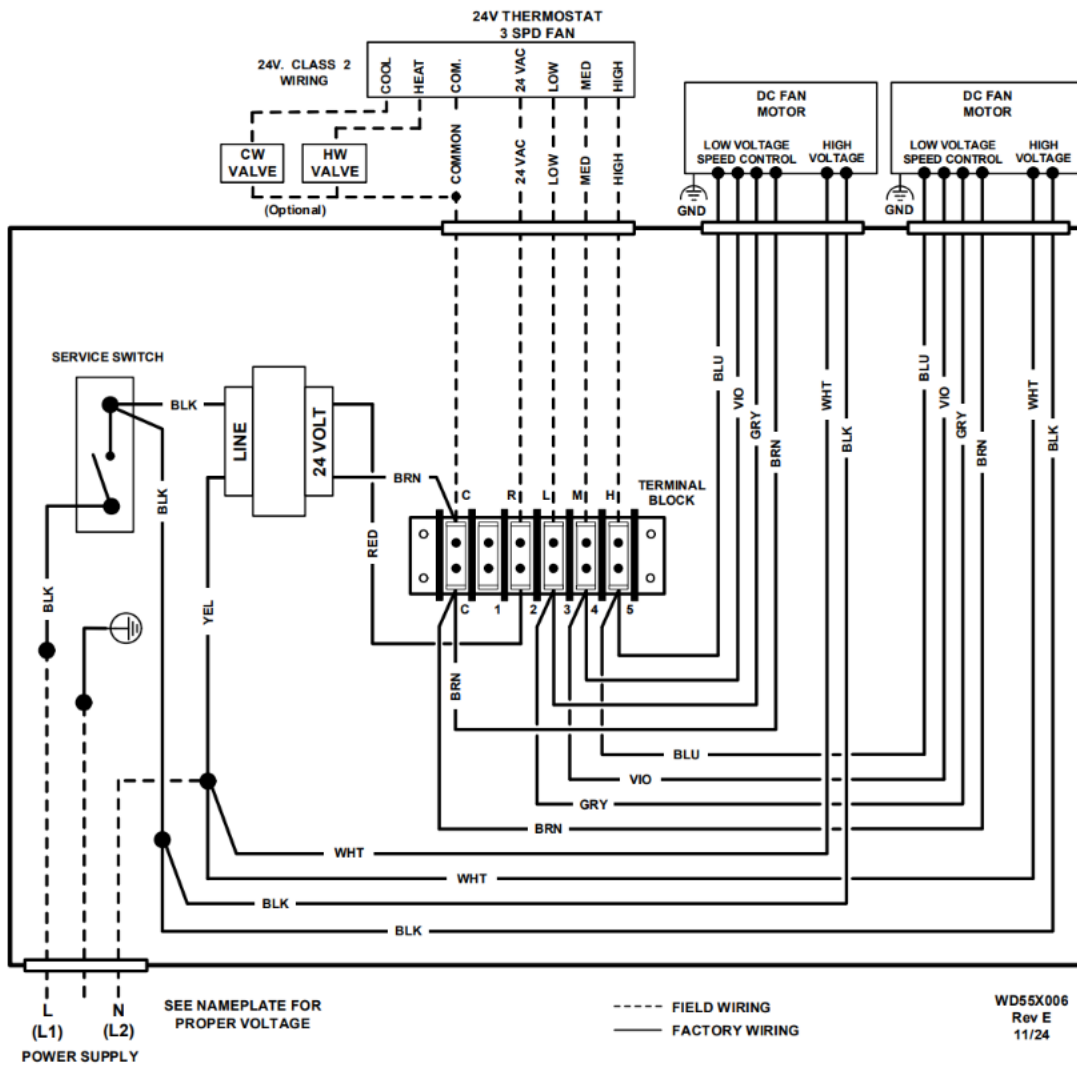 24V THERMOSTAT
3 SPD FAN
24V. CLASS 2
WIRING
COOL
HEAT
COM.
24 VAC
LOW
MED
HIGH
CW
VALVE
HW
VALVE
(Optional)
COMMON
24 VAC
LOW
MED
HIGH
DC FAN
MOTOR
LOW VOLTAGE
SPEED CONTROL
HIGH
VOLTAGE
GND
DC FAN
MOTOR
LOW VOLTAGE
SPEED CONTROL
HIGH
VOLTAGE
GND
SERVICE SWITCH
BLK
LINE
24 VOLT
BRN
RED
BLK
BLK
YEL
C
R
L
M
H
TERMINAL
BLOCK
C
1
2
3
4
5
BRN
BLU
VIO
GRY
BRN
WHT
BLK
BLU
VIO
GRY
BRN
WHT
BLK
BLU
VIO
GRY
BRN
WHT
WHT
BLK
BLK
L
(L1)
N
(L2)
POWER SUPPLY
SEE NAMEPLATE FOR
PROPER VOLTAGE
FIELD WIRING
FACTORY WIRING
WD55X006
Rev E
11/24